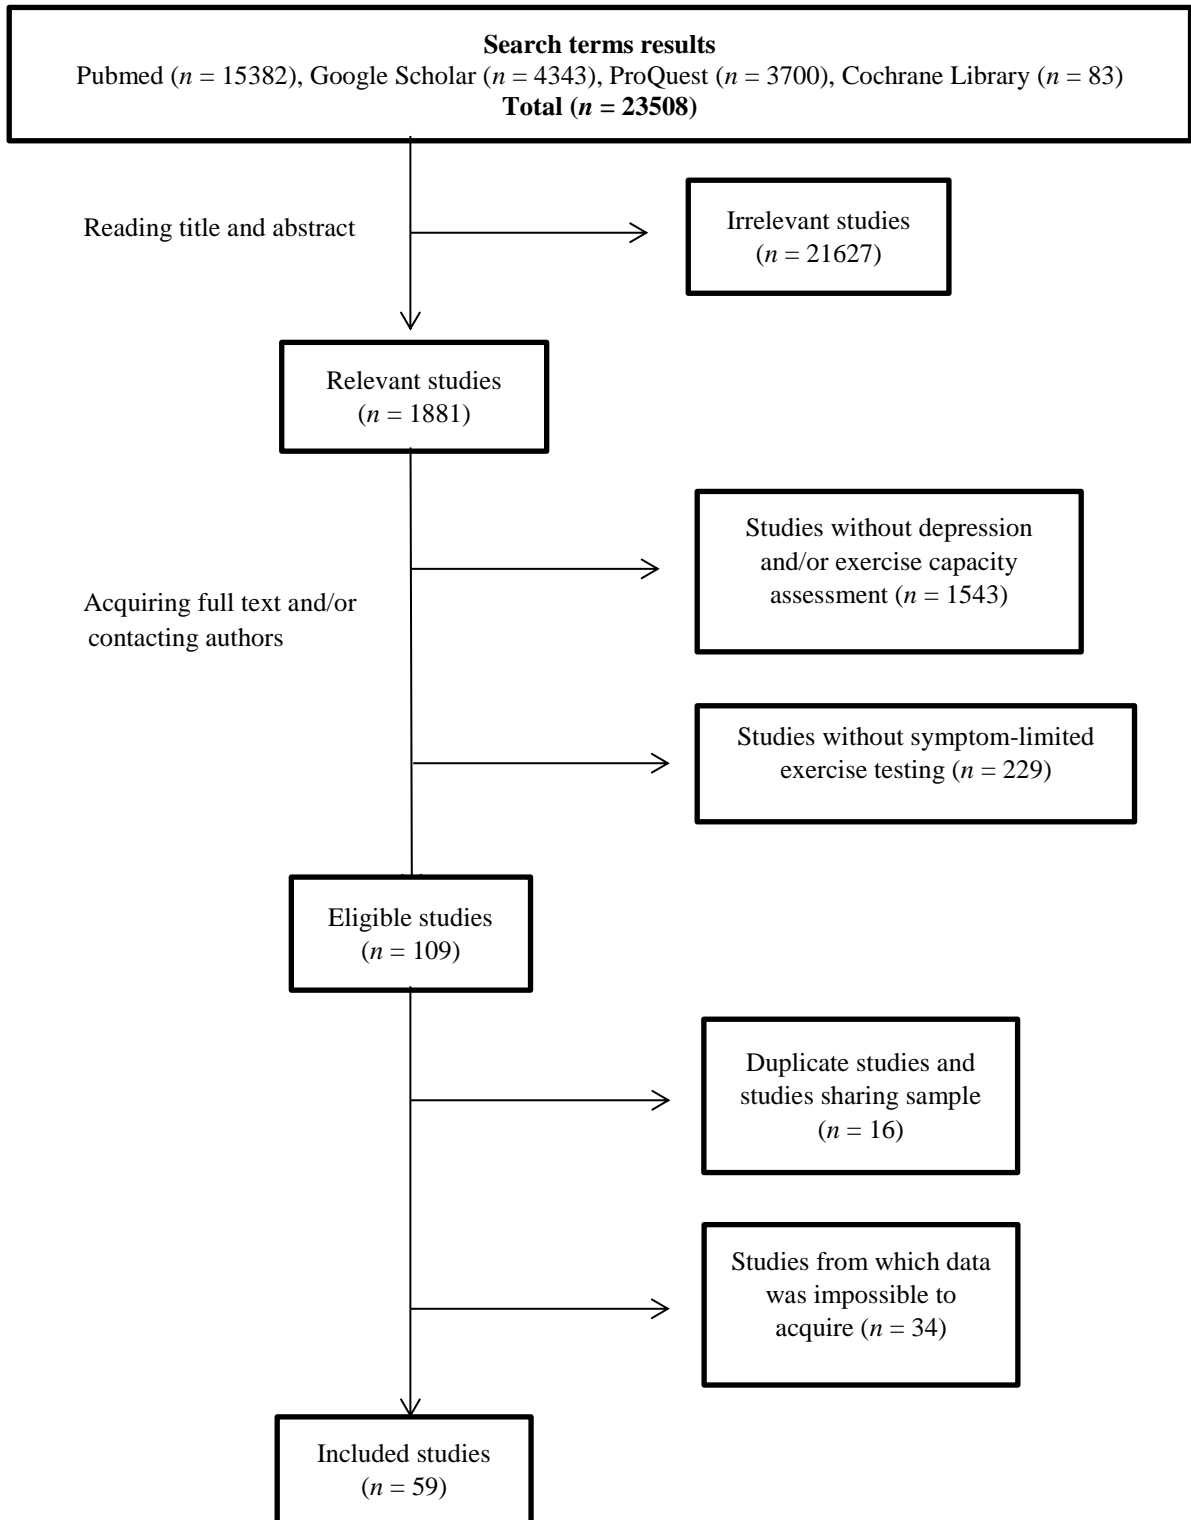 Search terms results
Pubmed (n = 15382), Google Scholar (n = 4343), ProQuest (n = 3700), Cochrane Library (n = 83)
Total (n = 23508)
Reading title and abstract
Irrelevant studies
(n = 21627)
Relevant studies
(n = 1881)
Studies without depression
and/or exercise capacity
assessment (n = 1543)
Acquiring full text and/or
contacting authors
Studies without symptom-limited
exercise testing (n = 229)
Eligible studies
(n = 109)
Duplicate studies and
studies sharing sample
(n = 16)
Studies from which data
was impossible to
acquire (n = 34)
Included studies
(n = 59)